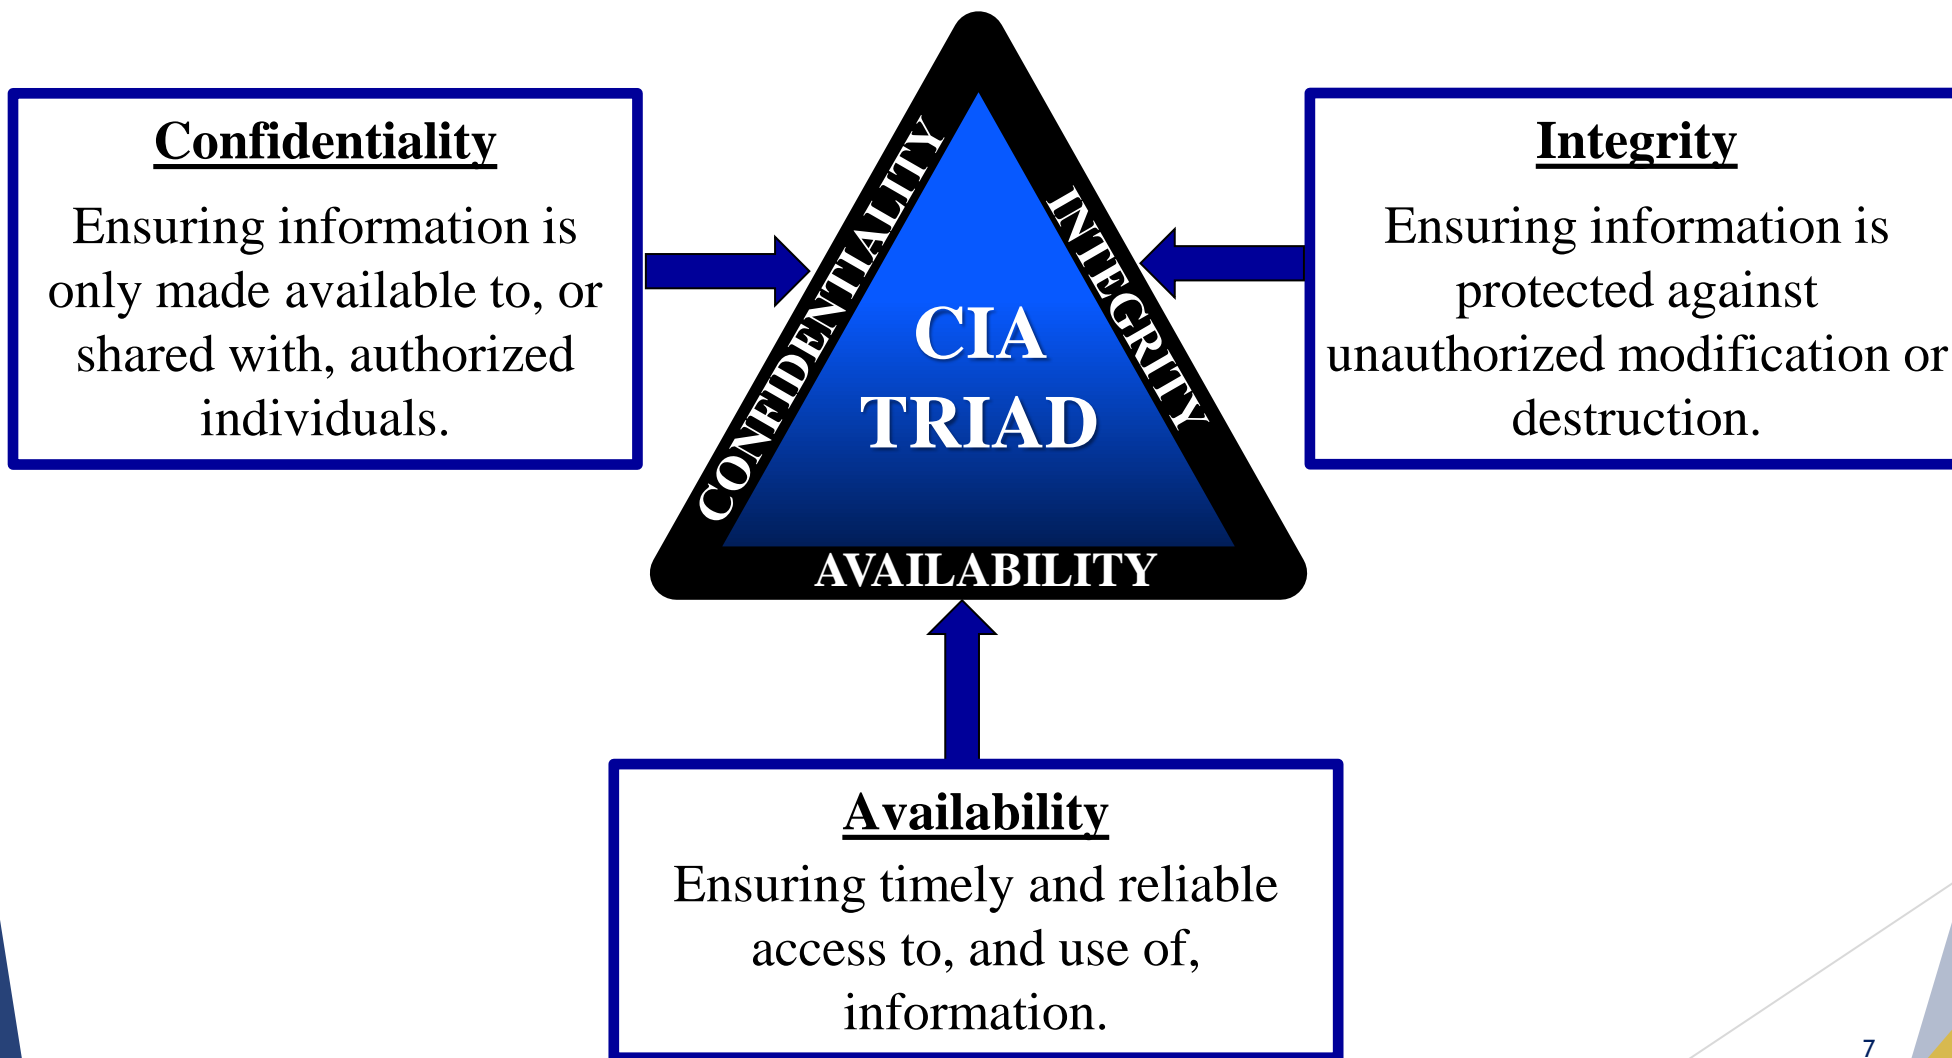 Confidentiality
Ensuring information is
only made available to, or
shared with, authorized
individuals.
CONFIDENTIALITY
INTEGRITY
CIA
TRIAD
AVAILABILITY
Integrity
Ensuring information is
protected against
unauthorized modification or
destruction.
Availability
Ensuring timely and reliable
access to, and use of,
information.
7